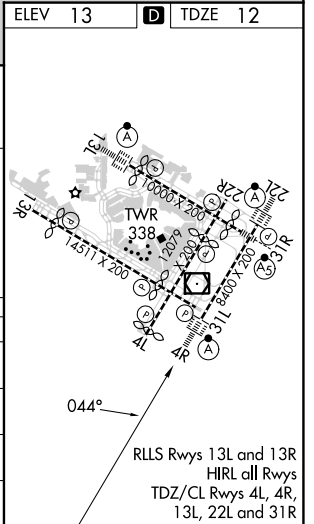 ELEV 13
D
TDZE 12
A
13L
P
10000 X 200
P
22R
A
22L
13R
P
TWR
338
12079 X 200
P
P
31R
A5
14511 X 200
P
8400 X 200
P
4L
P
4R
31L
A
044°
RLLS Rwys 13L and 13R
HIRL all Rwys
TDZ/CL Rwys 4L, 4R,
13L, 22L and 31R